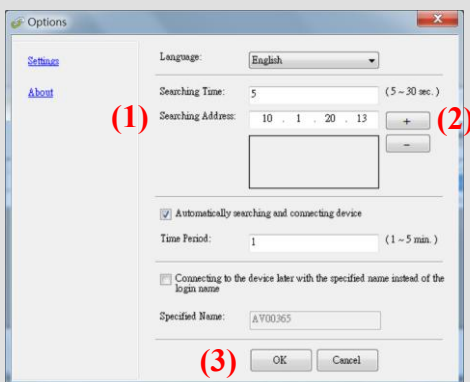 Options
Settings
About
Language: English
Searching Time: 5 (5 ~ 30 sec. )
(1) Searching Address: 10 . 1 . 20 . 13 + (2)
−
Automatically searching and connecting device
Time Period: 1 (1 ~ 5 min. )
Connecting to the device later with the specified name instead of the
login name
Specified Name: AV00365
(3) OK Cancel